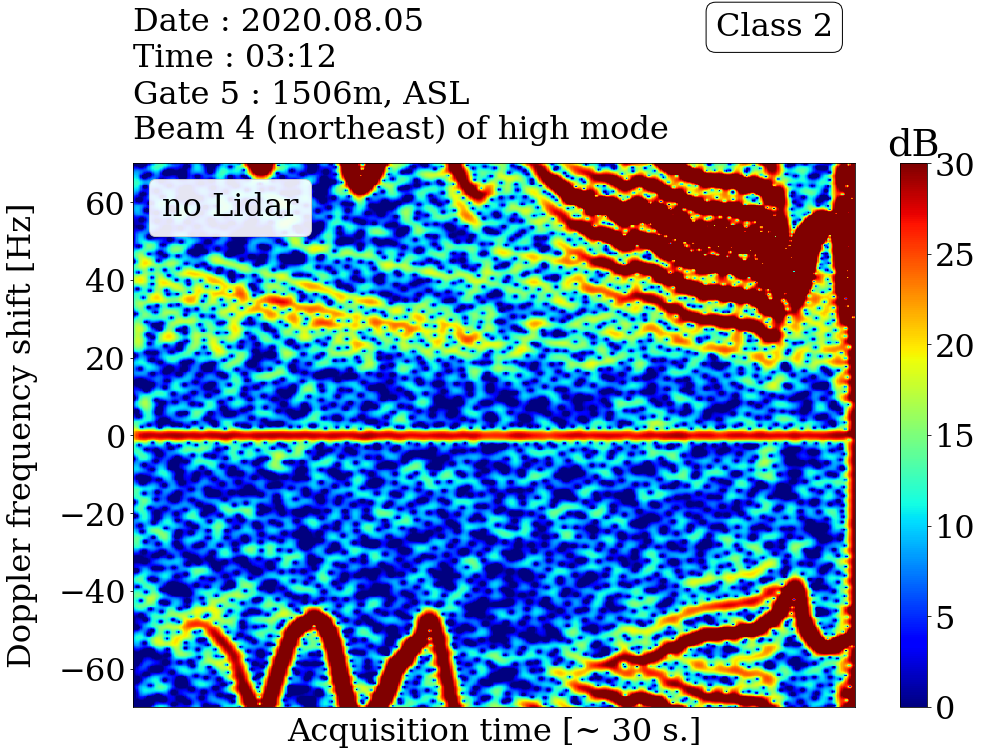 Date : 2020.08.05
Time : 03:12
Gate 5 : 1506m, ASL
Beam 4 (northeast) of high mode
Class 2
dB
no Lidar
Doppler frequency shift [Hz]
60
40
20
0
−20
−40
−60
30
25
20
15
10
5
0
Acquisition time [~ 30 s.]